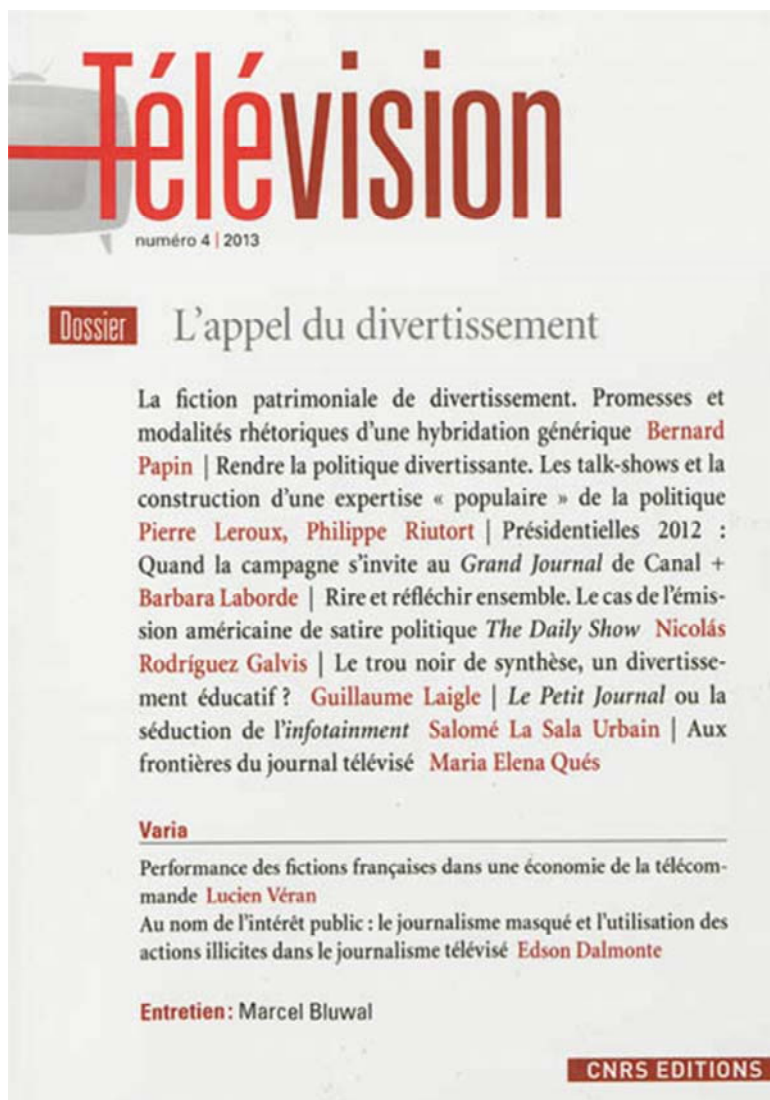 Télévision
numéro 4 | 2013
Dossier L'appel du divertissement
La fiction patrimoniale de divertissement. Promesses et
modalités rhétoriques d'une hybridation générique Bernard
Papin | Rendre la politique divertissante. Les talk-shows et la
construction d'une expertise « populaire » de la politique
Pierre Leroux, Philippe Riutort | Présidentielles 2012 :
Quand la campagne s'invite au Grand Journal de Canal +
Barbara Laborde | Rire et réfléchir ensemble. Le cas de l'émis-
sion américaine de satire politique The Daily Show Nicolás
Rodríguez Galvis | Le trou noir de synthèse, un divertisse-
ment éducatif ? Guillaume Laigle | Le Petit Journal ou la
séduction de l'infotainment Salomé La Sala Urbain | Aux
frontières du journal télévisé Maria Elena Qués
Varia
Performance des fictions françaises dans une économie de la télécom-
mande Lucien Véran
Au nom de l'intérêt public : le journalisme masqué et l'utilisation des
actions illicites dans le journalisme télévisé Edson Dalmonte
Entretien : Marcel Bluwal
CNRS EDITIONS